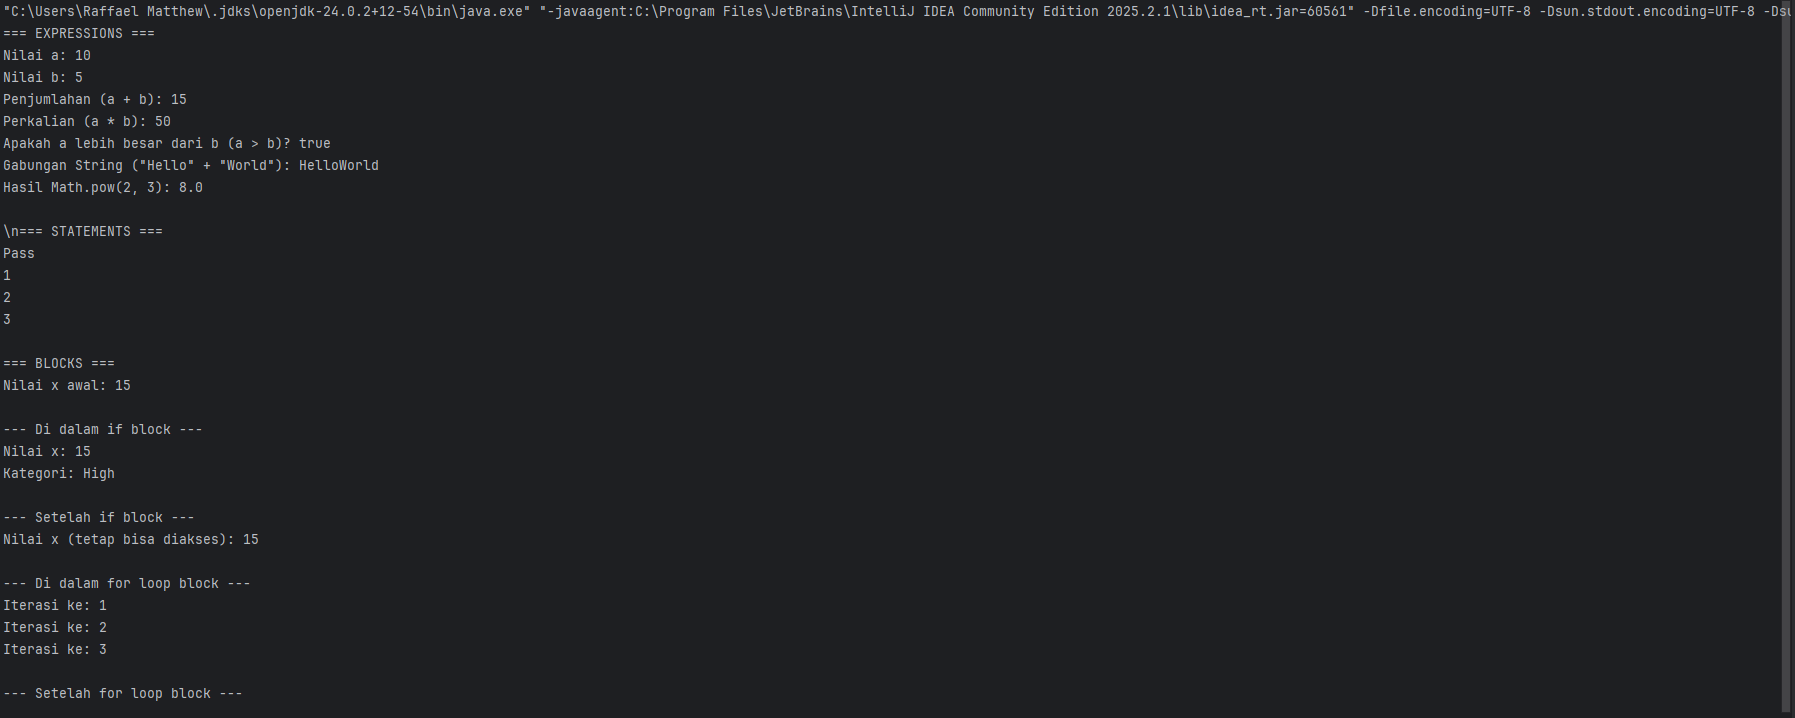 "C:\Users\Raffael Matthew\.jdks\openjdk-24.0.2+12-54\bin\java.exe" "-javaagent:C:\Program Files\JetBrains\IntelliJ IDEA Community Edition 2025.2.1\lib\idea_rt.jar=60561" -Dfile.encoding=UTF-8 -Dsun.stdout.encoding=UTF-8 -Dsu
=== EXPRESSIONS ===
Nilai a: 10
Nilai b: 5
Penjumlahan (a + b): 15
Perkalian (a * b): 50
Apakah a lebih besar dari b (a > b)? true
Gabungan String ("Hello" + "World"): HelloWorld
Hasil Math.pow(2, 3): 8.0
\n=== STATEMENTS ===
Pass
1
2
3
=== BLOCKS ===
Nilai x awal: 15
--- Di dalam if block ---
Nilai x: 15
Kategori: High
--- Setelah if block ---
Nilai x (tetap bisa diakses): 15
--- Di dalam for loop block ---
Iterasi ke: 1
Iterasi ke: 2
Iterasi ke: 3
--- Setelah for loop block ---